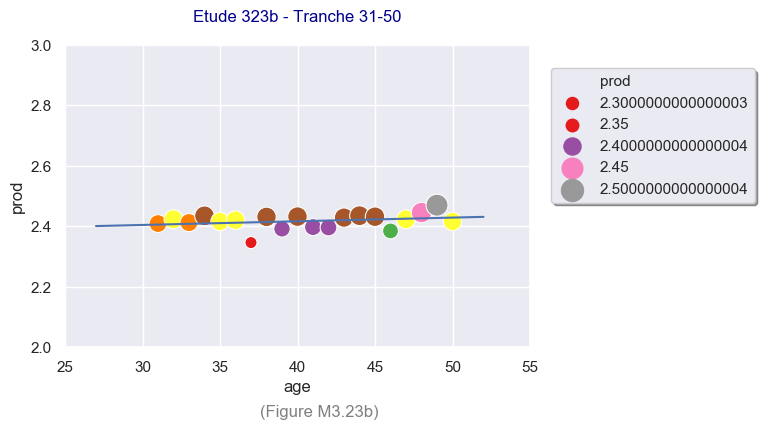 Etude 323b - Tranche 31-50
3.0
2.8
2.6
2.4
2.2
2.0
prod
25 30 35 40 45 50 55
age
(Figure M3.23b)
prod
2.3000000000000003
2.35
2.4000000000000004
2.45
2.5000000000000004